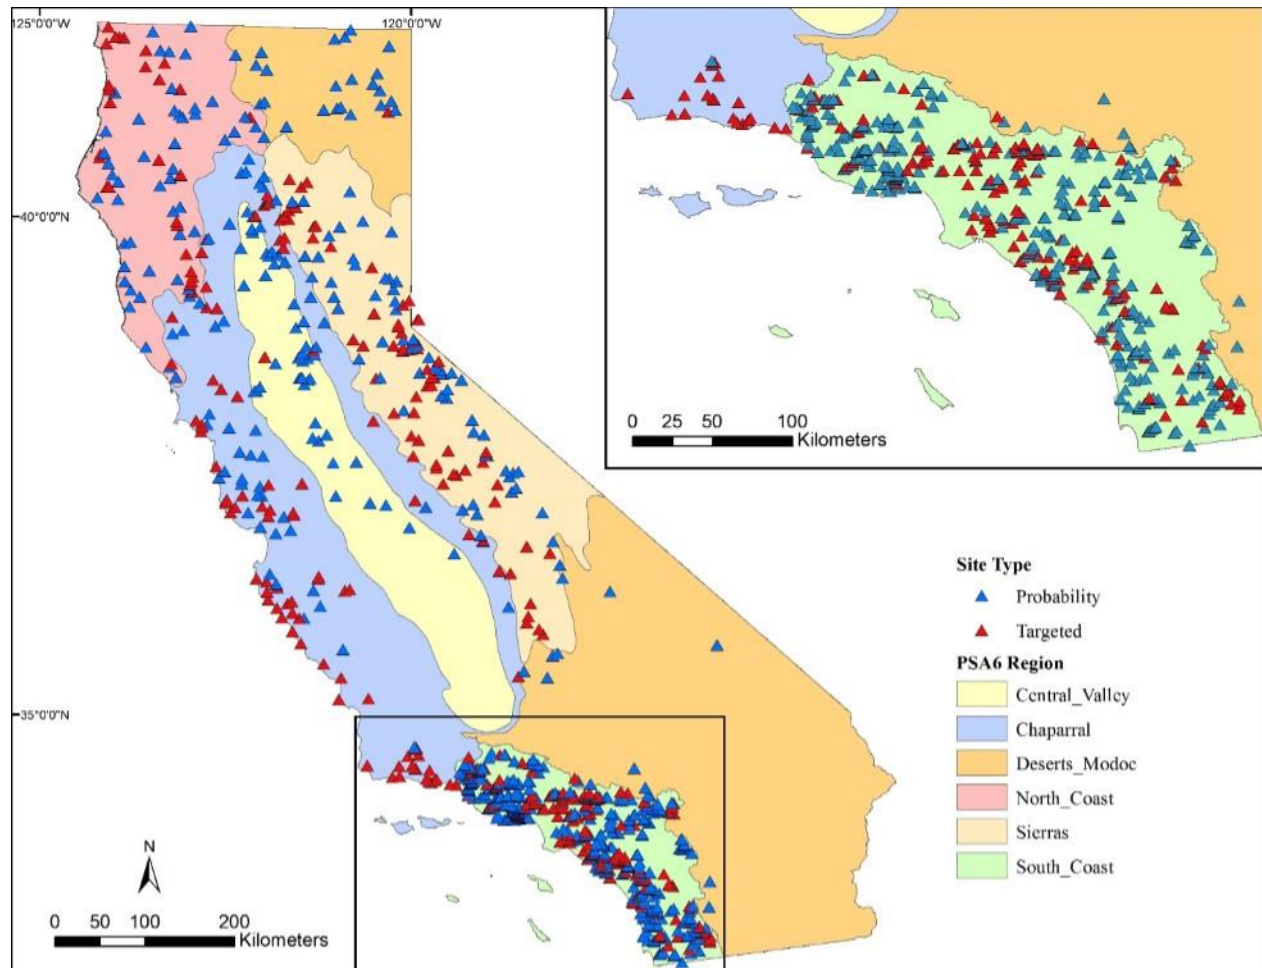 125°0'0"W
120°0'0"W
40°0'0"N
35°0'0"N
0 25 50 100
Kilometers
Site Type
Probability
Targeted
PSA6 Region
Central_Valley
Chaparral
Deserts_Modoc
North_Coast
Sierras
South_Coast
N
0 50 100 200
Kilometers